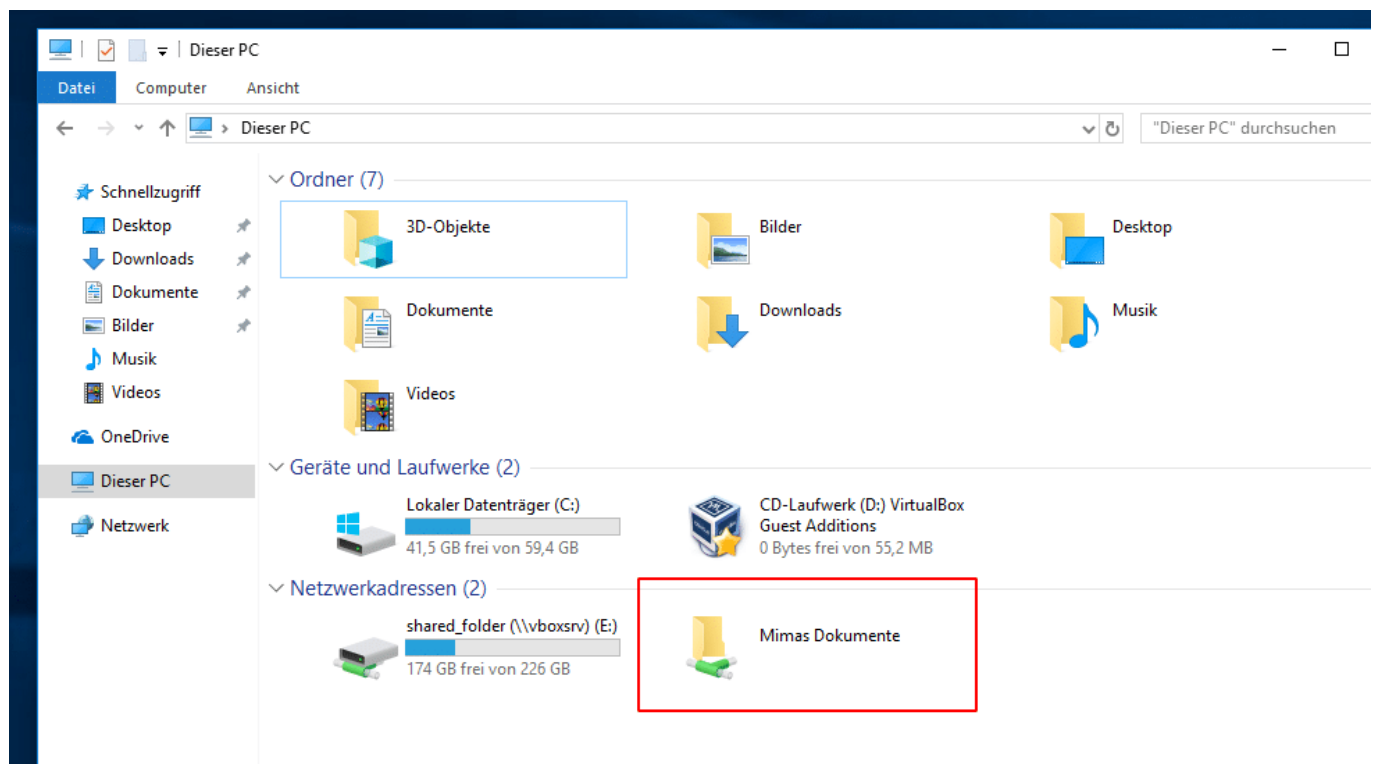 Dieser PC
Datei Computer Ansicht
Dieser PC "Dieser PC" durchsuchen
Schnellzugriff
Desktop
Downloads
Dokumente
Bilder
Musik
Videos
OneDrive
Dieser PC
Netzwerk
Ordner (7)
3D-Objekte Bilder Desktop
Dokumente Downloads Musik
Videos
Geräte und Laufwerke (2)
Lokaler Datenträger (C:)
41,5 GB frei von 59,4 GB
CD-Laufwerk (D:) VirtualBox
Guest Additions
0 Bytes frei von 55,2 MB
Netzwerkadressen (2)
shared_folder (\\vboxsrv) (E:)
174 GB frei von 226 GB
Mimas Dokumente